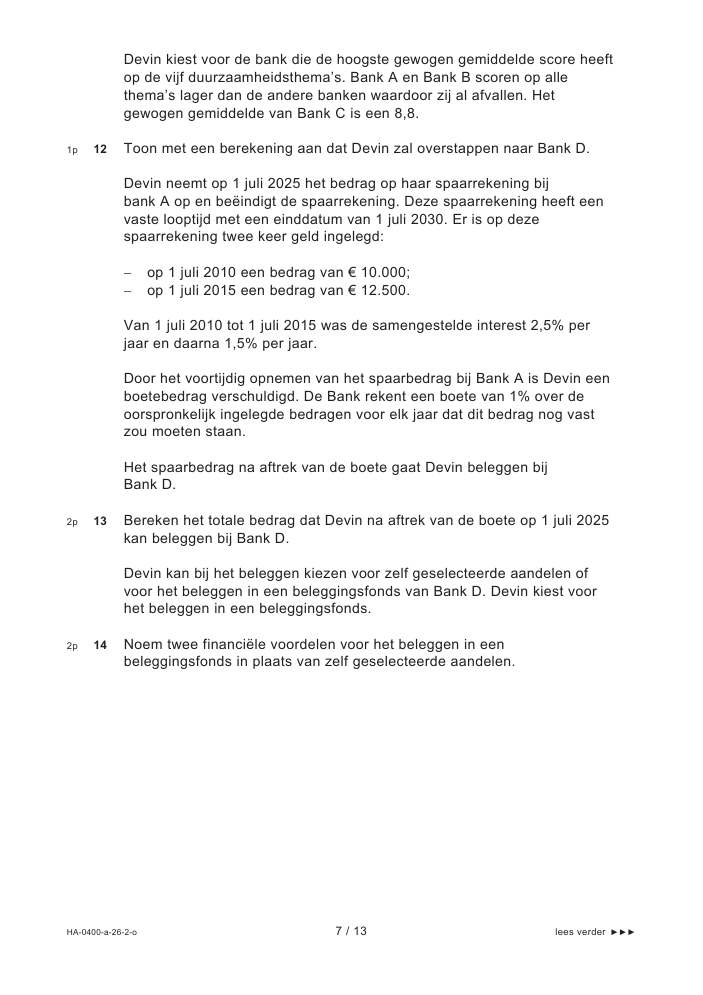 Devin kiest voor de bank die de hoogste gewogen gemiddelde score heeft
op de vijf duurzaamheidsthema’s. Bank A en Bank B scoren op alle
thema’s lager dan de andere banken waardoor zij al afvallen. Het
gewogen gemiddelde van Bank C is een 8,8.
1p 12 Toon met een berekening aan dat Devin zal overstappen naar Bank D.
Devin neemt op 1 juli 2025 het bedrag op haar spaarrekening bij
bank A op en beëindigt de spaarrekening. Deze spaarrekening heeft een
vaste looptijd met een einddatum van 1 juli 2030. Er is op deze
spaarrekening twee keer geld ingelegd:
– op 1 juli 2010 een bedrag van € 10.000;
– op 1 juli 2015 een bedrag van € 12.500.
Van 1 juli 2010 tot 1 juli 2015 was de samengestelde interest 2,5% per
jaar en daarna 1,5% per jaar.
Door het voortijdig opnemen van het spaarbedrag bij Bank A is Devin een
boetebedrag verschuldigd. De Bank rekent een boete van 1% over de
oorspronkelijk ingelegde bedragen voor elk jaar dat dit bedrag nog vast
zou moeten staan.
Het spaarbedrag na aftrek van de boete gaat Devin beleggen bij
Bank D.
2p 13 Bereken het totale bedrag dat Devin na aftrek van de boete op 1 juli 2025
kan beleggen bij Bank D.
Devin kan bij het beleggen kiezen voor zelf geselecteerde aandelen of
voor het beleggen in een beleggingsfonds van Bank D. Devin kiest voor
het beleggen in een beleggingsfonds.
2p 14 Noem twee financiële voordelen voor het beleggen in een
beleggingsfonds in plaats van zelf geselecteerde aandelen.
HA-0400-a-26-2-o 7 / 13 lees verder ►►►